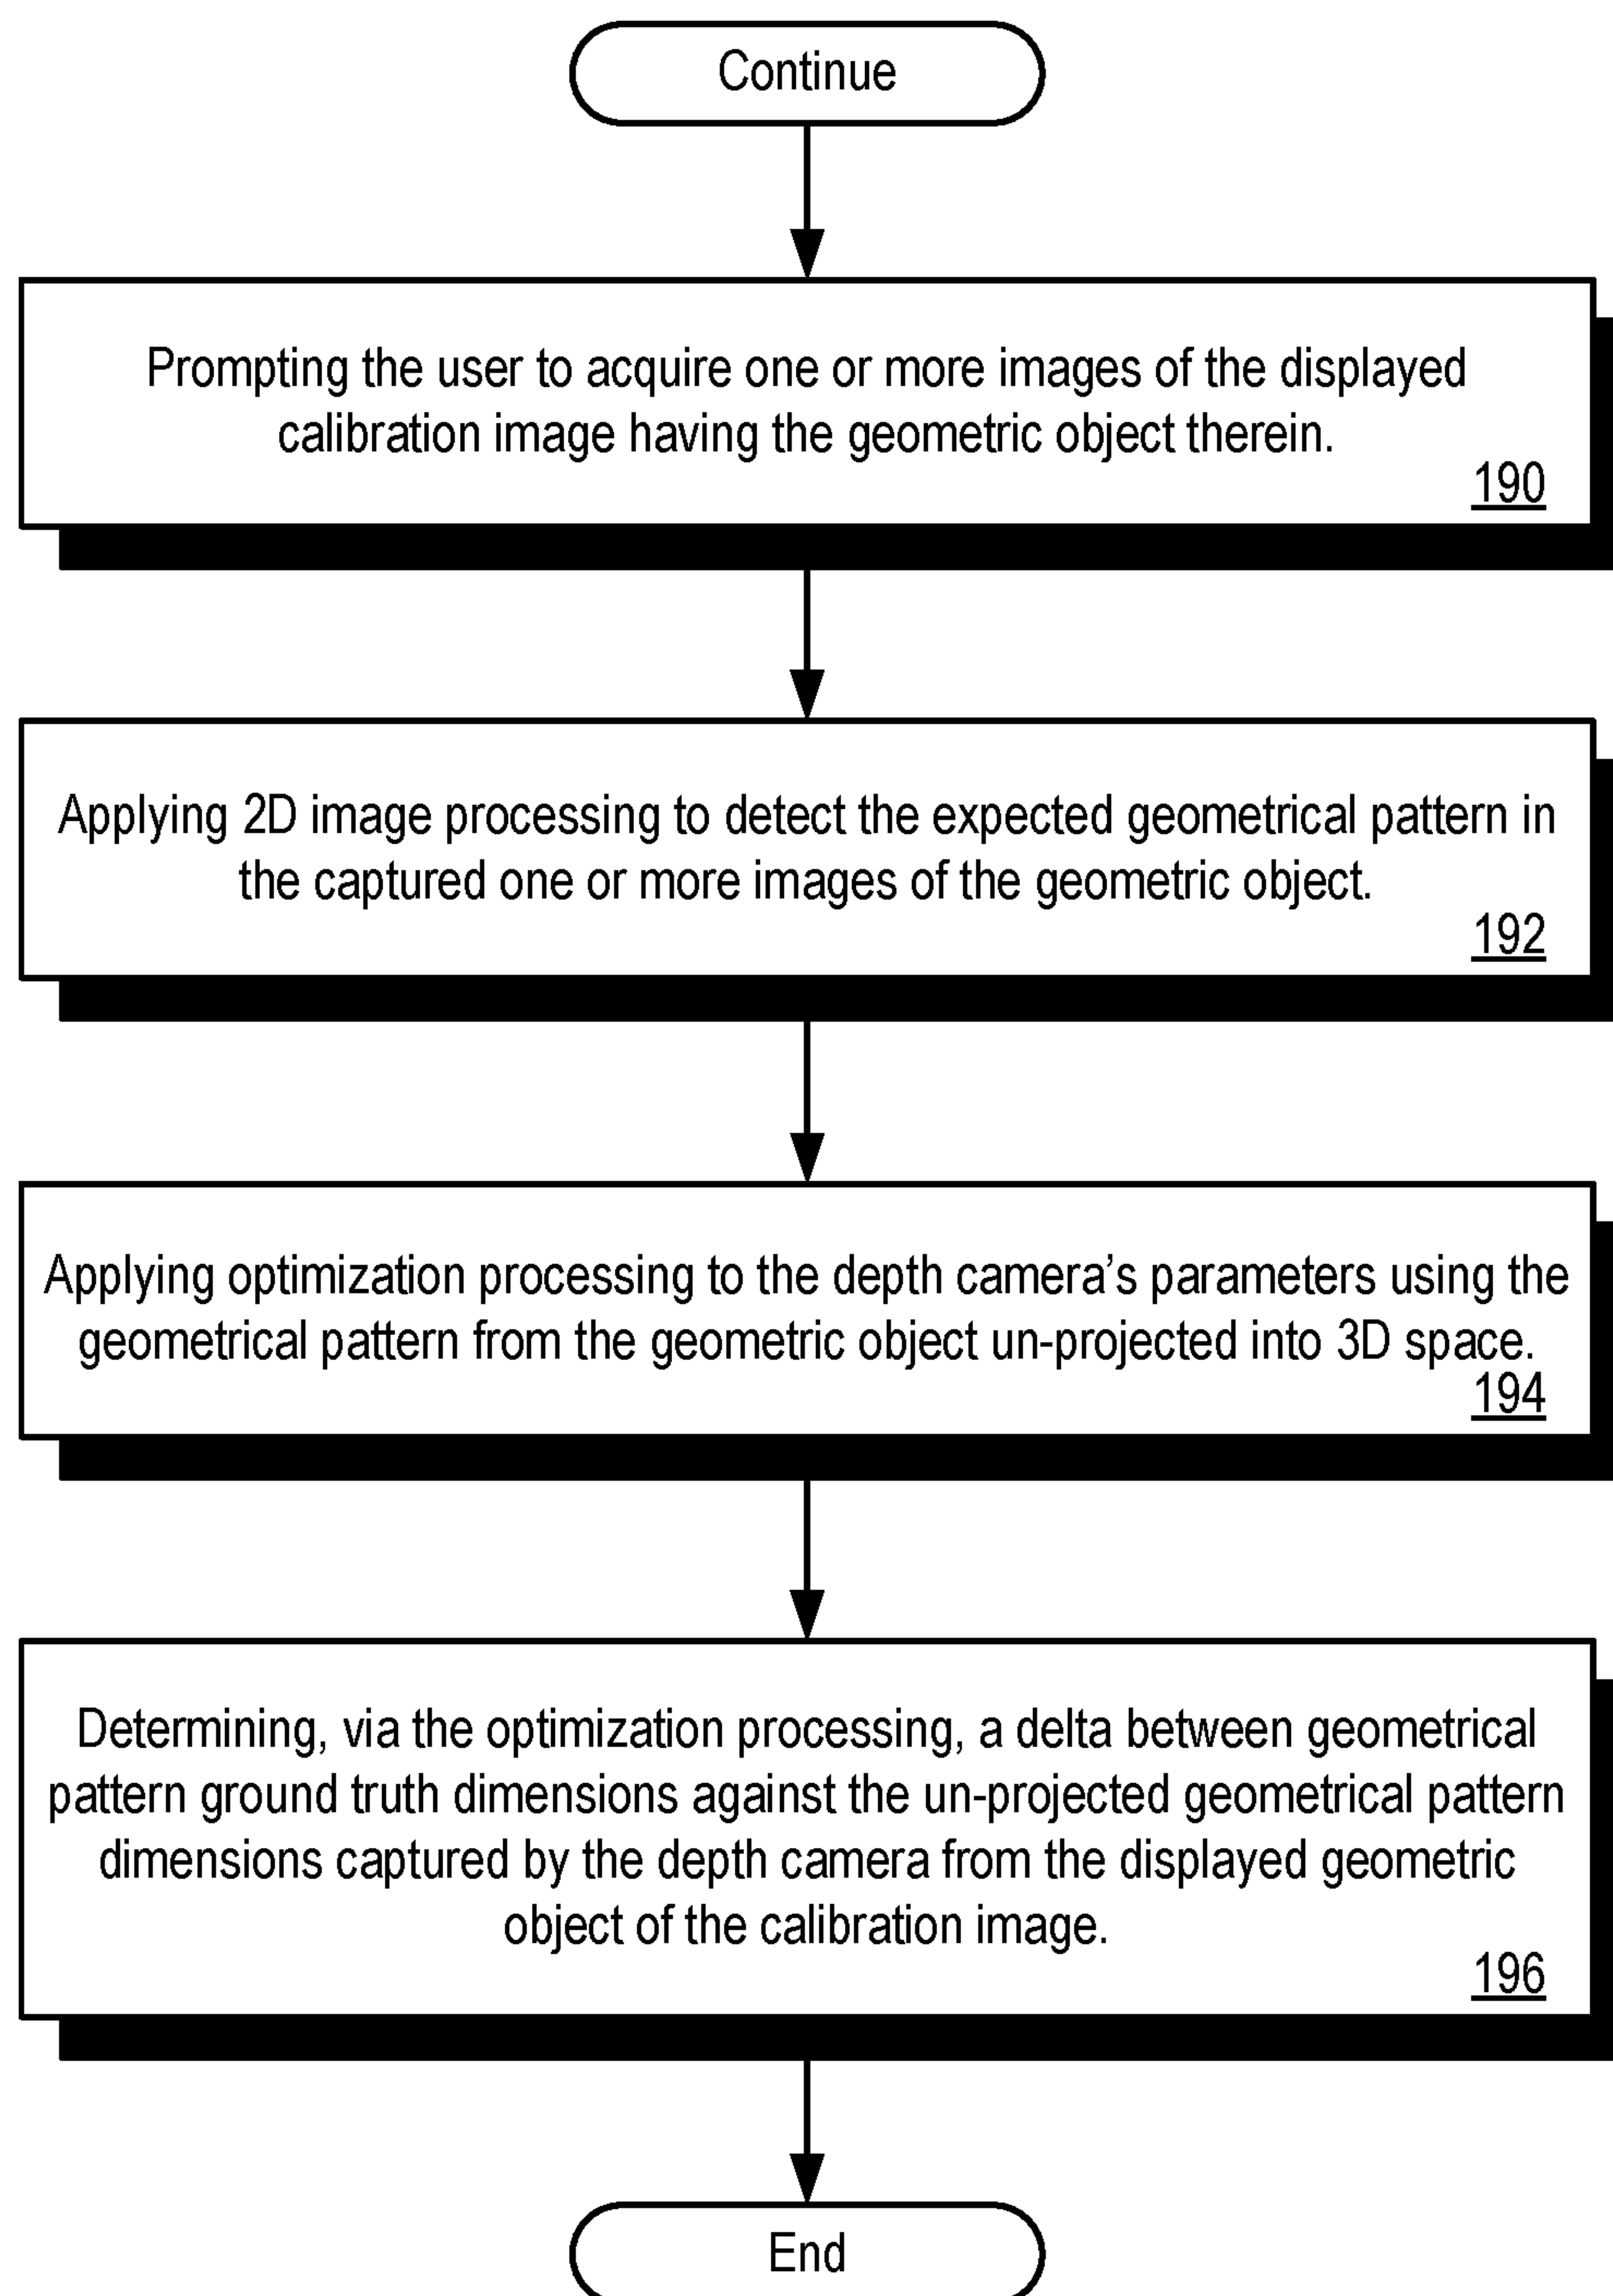 Continue
Prompting the user to acquire one or more images of the displayed
calibration image having the geometric object therein.
190
Applying 2D image processing to detect the expected geometrical pattern in
the captured one or more images of the geometric object.
192
Applying optimization processing to the depth camera's parameters using the
geometrical pattern from the geometric object un-projected into 3D space.
194
Determining, via the optimization processing, a delta between geometrical
pattern ground truth dimensions against the un-projected geometrical pattern
dimensions captured by the depth camera from the displayed geometric
object of the calibration image.
196
End